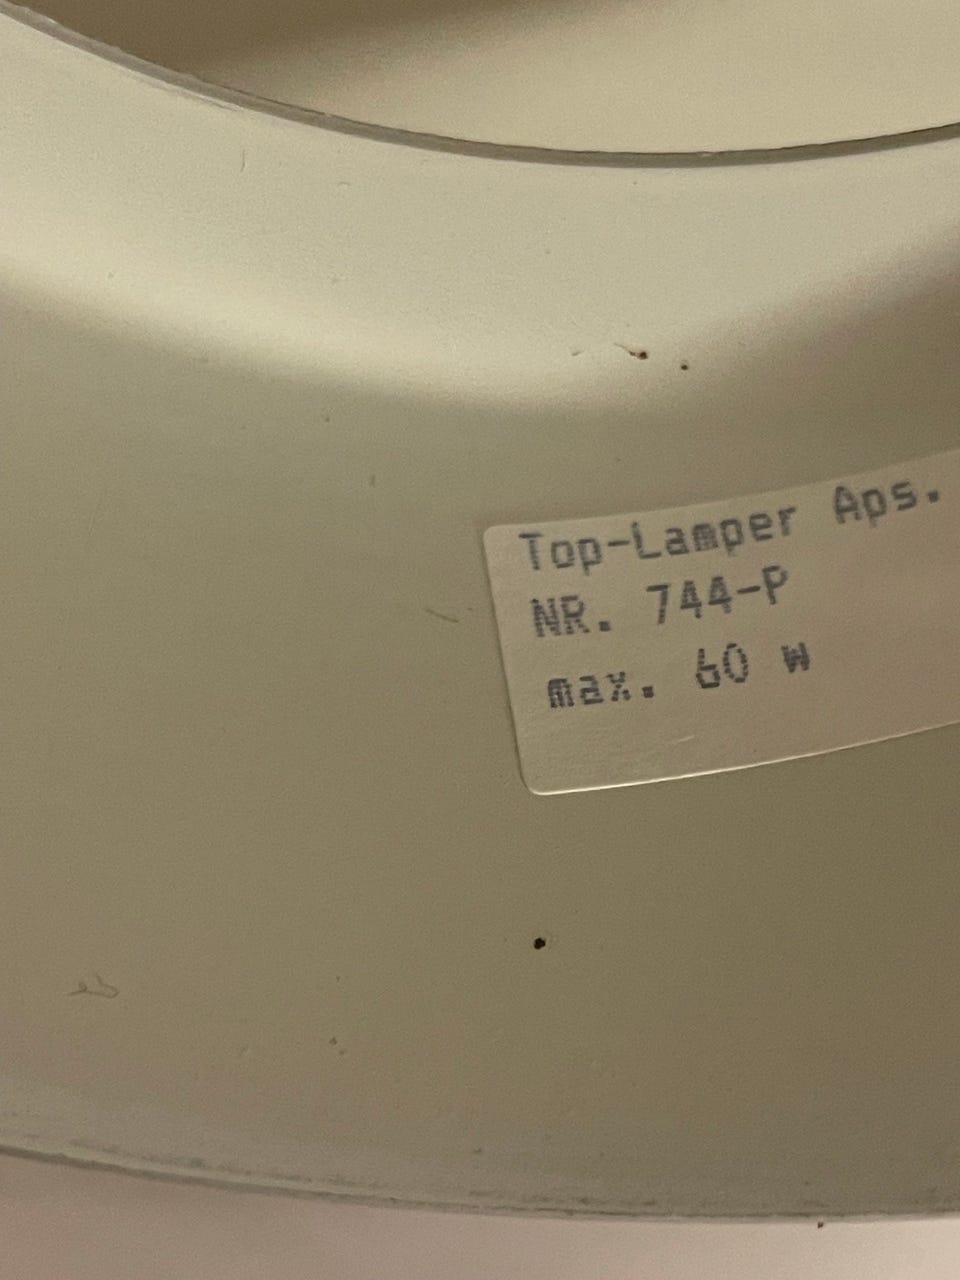 Top-Lamper Aps.
NR. 744-P
max. 60 w